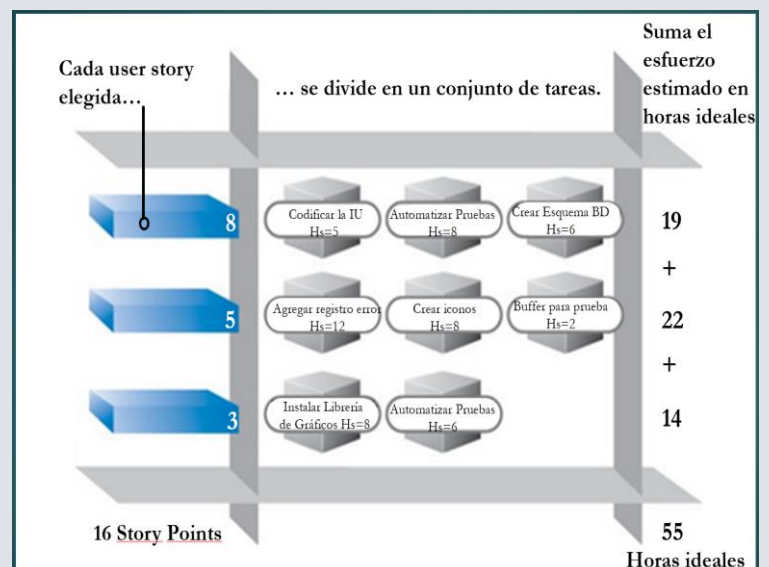 Cada user story
elegida…
… se divide en un conjunto de tareas.
Suma el
esfuerzo
estimado en
horas ideales
8
Codificar la IU
Hs=5
Automatizar Pruebas
Hs=8
Crear Esquema BD
Hs=6
19
+
5
Agregar registro error
Hs=12
Crear iconos
Hs=8
Buffer para prueba
Hs=2
22
+
3
Instalar Librería
de Gráficos Hs=8
Automatizar Pruebas
Hs=6
14
16 Story Points
55
Horas ideales